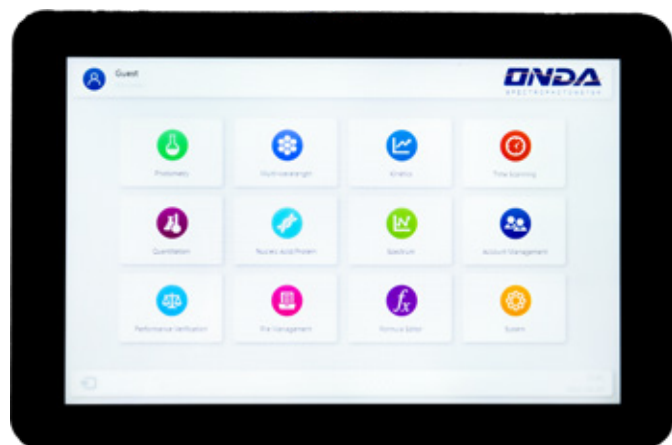 Guest
ONDA
SPECTROPHOTOMETER
Photometry
Multi-wavelength
Kinetics
Time Scanning
Quantitation
Nucleic Acid/Protein
Spectrum
Account Management
Performance Verification
File Management
fx
Formula Editor
System